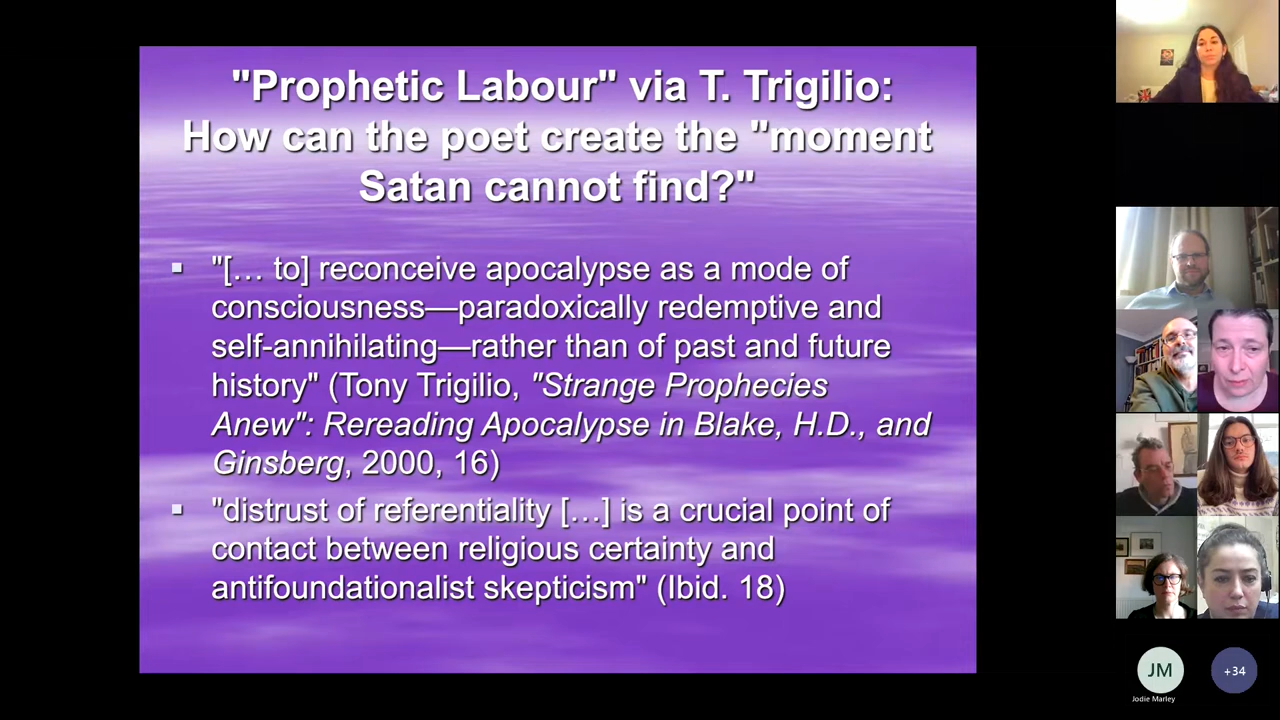 "Prophetic Labour" via T. Trigilio:
How can the poet create the "moment
Satan cannot find?"
"[… to] reconceive apocalypse as a mode of
consciousness—paradoxically redemptive and
self-annihilating—rather than of past and future
history" (Tony Trigilio, "Strange Prophecies
Anew": Rereading Apocalypse in Blake, H.D., and
Ginsberg, 2000, 16)
"distrust of referentiality […] is a crucial point of
contact between religious certainty and
antifoundationalist skepticism" (Ibid. 18)
JM
+34
Jodie Marley